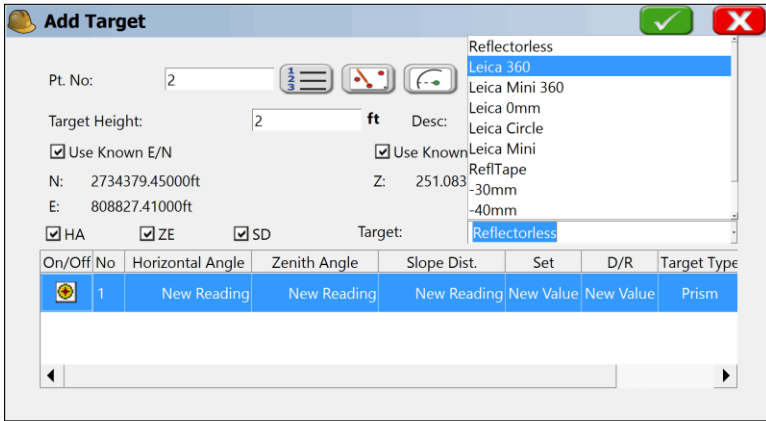 Add Target
Reflectorless
Leica 360
Leica Mini 360
Leica 0mm
Leica Circle
Leica Mini
ReflTape
-30mm
-40mm
Pt. No: 2
1
2
3
Target Height: 2 ft Desc:
Use Known E/N Use Known
N: 2734379.45000ft Z: 251.083
E: 808827.41000ft
HA ZE SD Target: Reflectorless
On/Off No Horizontal Angle Zenith Angle Slope Dist. Set D/R Target Type
1 New Reading New Reading New Reading New Value New Value Prism